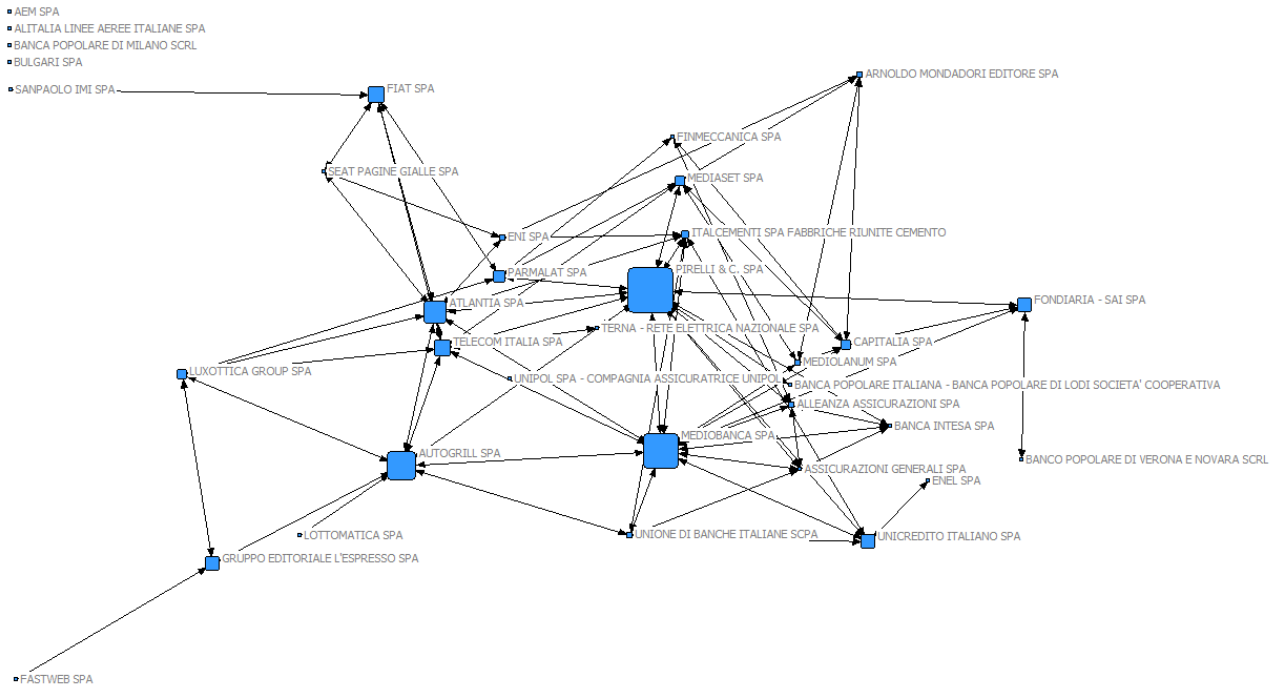 AEM SPA
ALITALIA LINEE AEREE ITALIANE SPA
BANCA POPOLARE DI MILANO SCRL
BULGARI SPA
SANPAOLO IMI SPA
FIAT SPA
ARNOLDO MONDADORI EDITORE SPA
FINMECCANICA SPA
SEAT PAGINE GIALLE SPA
MEDIASET SPA
ENI SPA
ITALCEMENTI SPA FABBRICHE RIUNITE CEMENTO
PARMALAT SPA
PIRELLI & C. SPA
ATLANTIA SPA
FONDIARIA - SAI SPA
TERNA - RETE ELETTRICA NAZIONALE SPA
TELECOM ITALIA SPA
CAPITALIA SPA
MEDIOLANUM SPA
LUXOTTICA GROUP SPA
UNIPOL SPA - COMPAGNIA ASSICURATRICE UNIPOL
BANCA POPOLARE ITALIANA - BANCA POPOLARE DI LODI SOCIETA' COOPERATIVA
ALLEANZA ASSICURAZIONI SPA
BANCA INTESA SPA
MEDIOBANCA SPA
AUTOGRILL SPA
BANCO POPOLARE DI VERONA E NOVARA SCRL
ASSICURAZIONI GENERALI SPA
ENEL SPA
LOTTOMATICA SPA
UNIONE DI BANCHE ITALIANE SCPA
UNICREDITO ITALIANO SPA
GRUPPO EDITORIALE L'ESPRESSO SPA
FASTWEB SPA